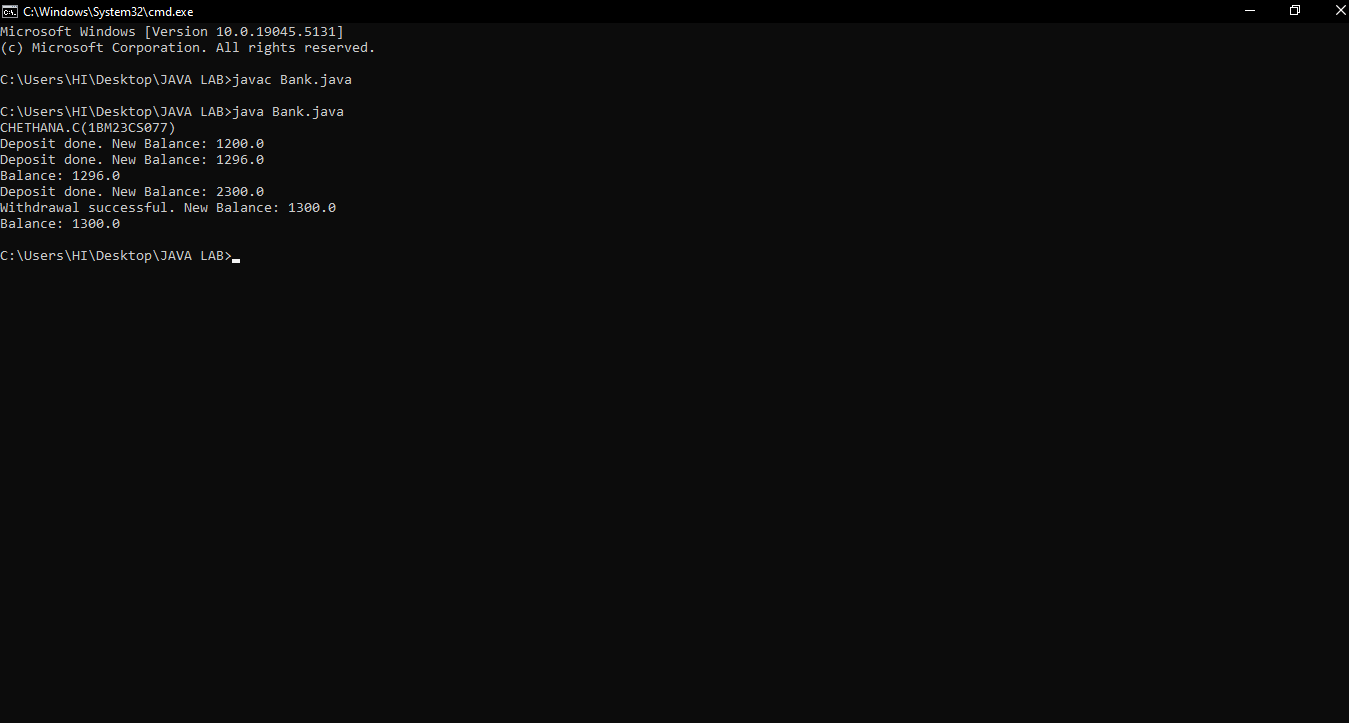 C:\Windows\System32\cmd.exe
Microsoft Windows [Version 10.0.19045.5131]
(c) Microsoft Corporation. All rights reserved.
C:\Users\HI\Desktop\JAVA LAB>javac Bank.java
C:\Users\HI\Desktop\JAVA LAB>java Bank.java
CHETHANA.C(1BM23CS077)
Deposit done. New Balance: 1200.0
Deposit done. New Balance: 1296.0
Balance: 1296.0
Deposit done. New Balance: 2300.0
Withdrawal successful. New Balance: 1300.0
Balance: 1300.0
C:\Users\HI\Desktop\JAVA LAB>